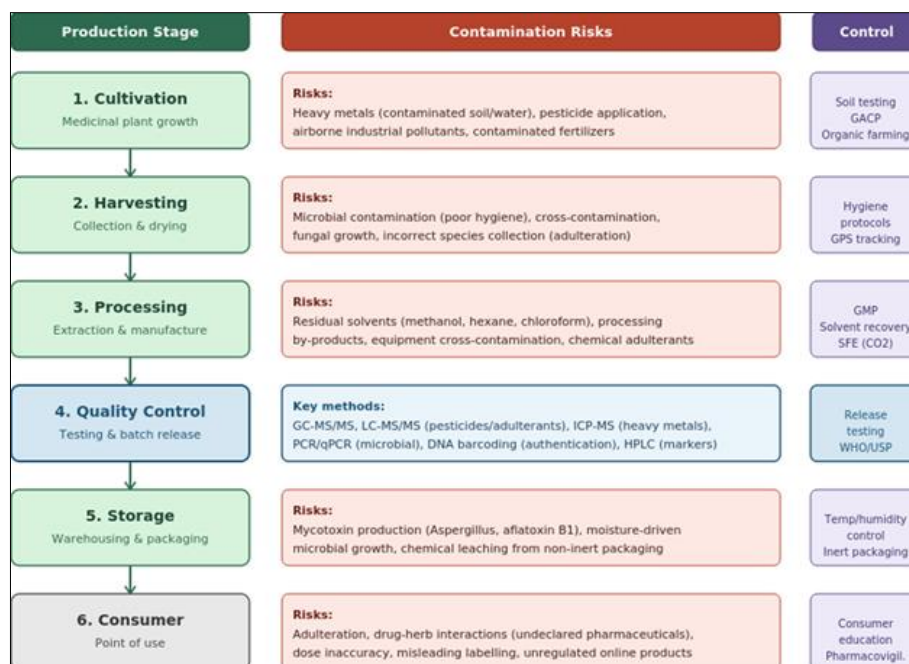 Production Stage
Contamination Risks
Control
1. Cultivation
Medicinal plant growth
Risks:
Heavy metals (contaminated soil/water), pesticide application,
airborne industrial pollutants, contaminated fertilizers
Soil testing
GACP
Organic farming
2. Harvesting
Collection & drying
Risks:
Microbial contamination (poor hygiene), cross-contamination,
fungal growth, incorrect species collection (adulteration)
Hygiene
protocols
GPS tracking
3. Processing
Extraction & manufacture
Risks:
Residual solvents (methanol, hexane, chloroform), processing
by-products, equipment cross-contamination, chemical adulterants
GMP
Solvent recovery
SFE (CO2)
4. Quality Control
Testing & batch release
Key methods:
GC-MS/MS, LC-MS/MS (pesticides/adulterants), ICP-MS (heavy metals),
PCR/qPCR (microbial), DNA barcoding (authentication), HPLC (markers)
Release
testing
WHO/USP
5. Storage
Warehousing & packaging
Risks:
Mycotoxin production (Aspergillus, aflatoxin B1), moisture-driven
microbial growth, chemical leaching from non-inert packaging
Temp/humidity
control
Inert packaging
6. Consumer
Point of use
Risks:
Adulteration, drug-herb interactions (undeclared pharmaceuticals),
dose inaccuracy, misleading labelling, unregulated online products
Consumer
education
Pharmacovigil.